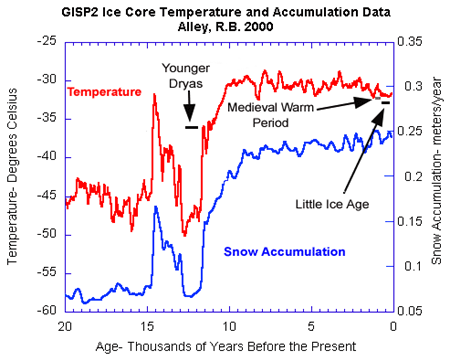 GISP2 Ice Core Temperature and Accumulation Data
Alley, R.B. 2000
-25
-30
-35
-40
-45
-50
-55
-60
Temperature- Degrees Celsius
Temperature
Younger
Dryas
Medieval Warm
Period
Little Ice Age
Snow Accumulation
0.35
0.3
0.25
0.2
0.15
0.1
0.05
Snow Accumulation- meters/year
20 15 10 5 0
Age- Thousands of Years Before the Present